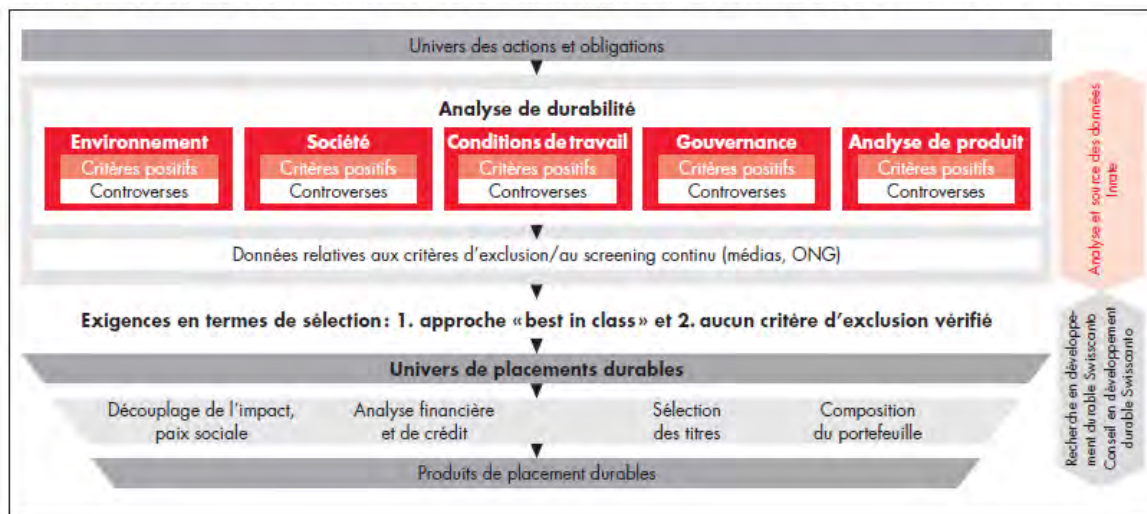 Univers des actions et obligations
Analyse de durabilité
Environnement
Critères positifs
Controverses
Société
Critères positifs
Controverses
Conditions de travail
Critères positifs
Controverses
Gouvernance
Critères positifs
Controverses
Analyse de produit
Critères positifs
Controverses
Données relatives aux critères d'exclusion/au screening continu (médias, ONG)
Exigences en termes de sélection: 1. approche «best in class» et 2. aucun critère d'exclusion vérifié
Univers de placements durables
Découplage de l'impact,
paix sociale
Analyse financière
et de crédit
Sélection
des titres
Composition
du portefeuille
Produits de placement durables
Analyse et source des données
Inrate
Recherche en développe-
ment durable Swisscanto
Conseil en développement
durable Swisscanto